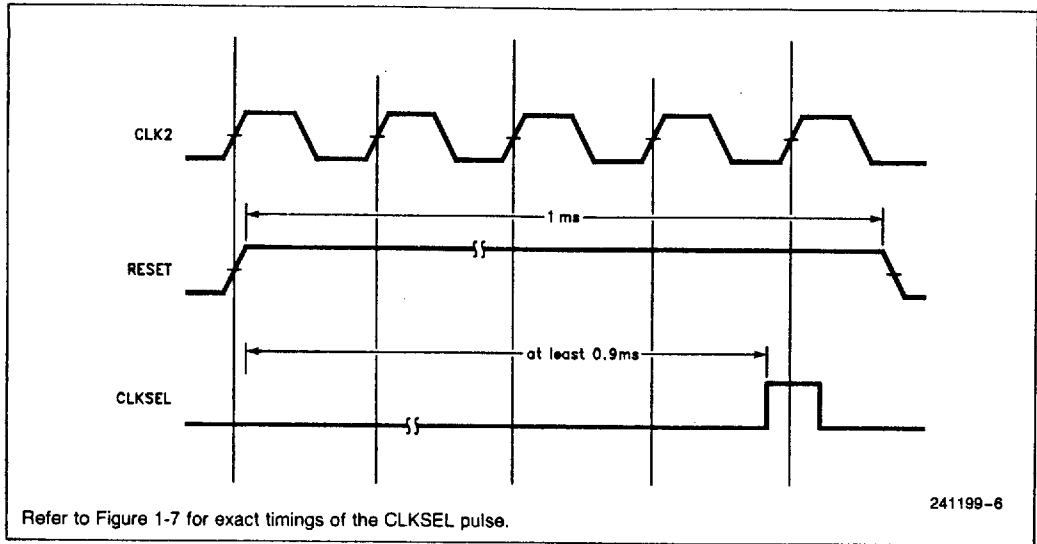 CLK2
1 ms
RESET
at least 0.9ms
CLKSEL
241199-6
Refer to Figure 1-7 for exact timings of the CLKSEL pulse.